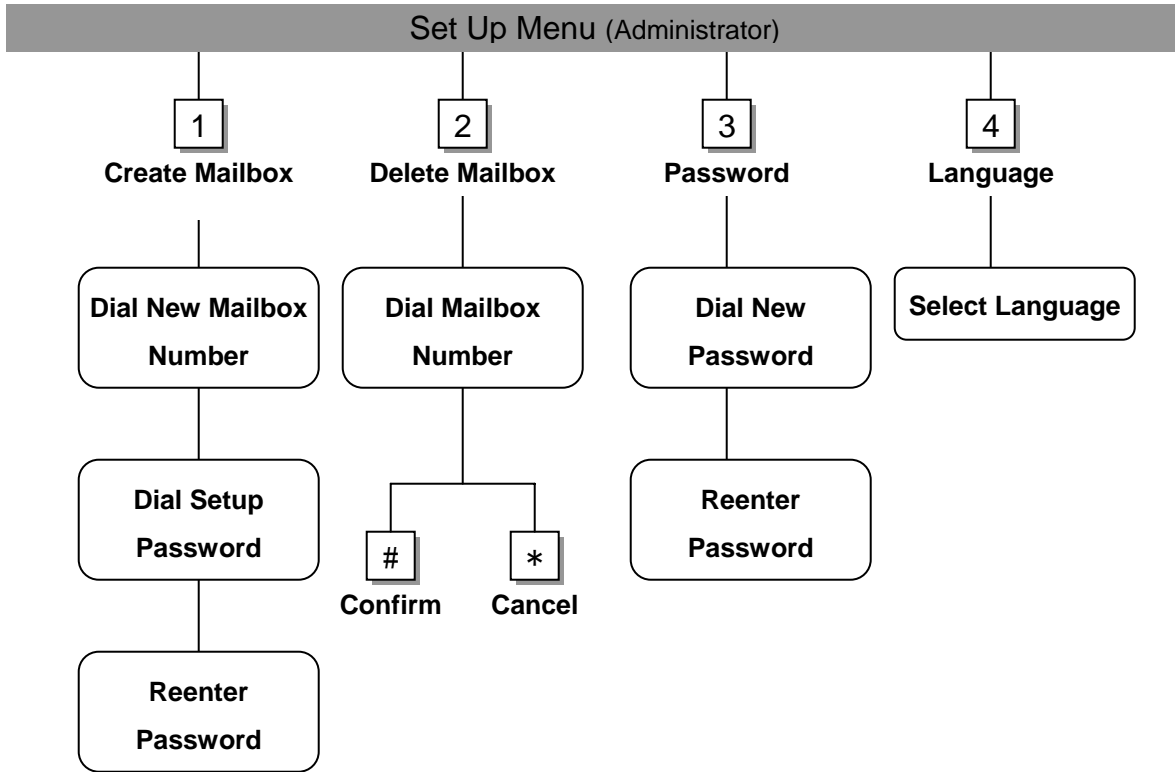 Set Up Menu (Administrator)
1
Create Mailbox
Dial New Mailbox
Number
Dial Setup
Password
Reenter
Password
2
Delete Mailbox
Dial Mailbox
Number
#
Confirm
*
Cancel
3
Password
Dial New
Password
Reenter
Password
4
Language
Select Language